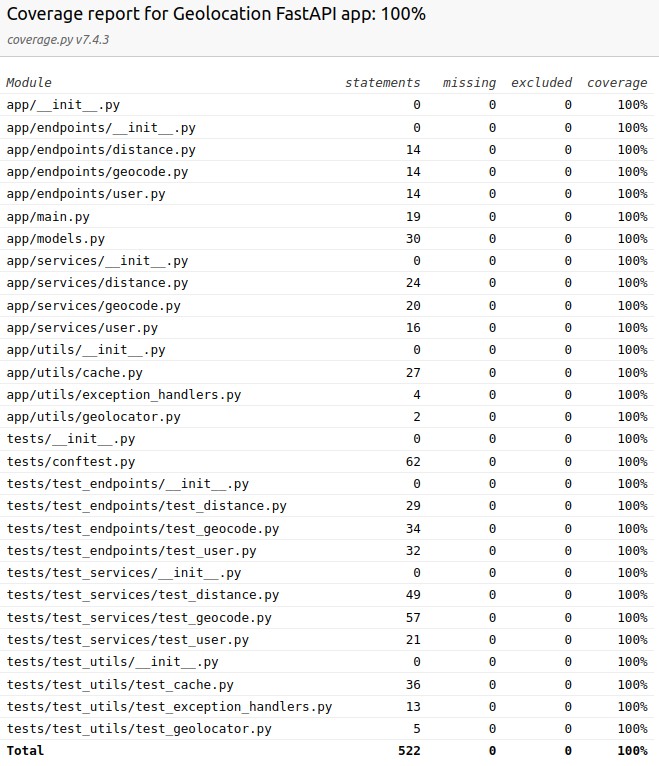 Coverage report for Geolocation FastAPI app: 100%
coverage.py v7.4.3
Module statements missing excluded coverage
app/__init__.py 0 0 0 100%
app/endpoints/__init__.py 0 0 0 100%
app/endpoints/distance.py 14 0 0 100%
app/endpoints/geocode.py 14 0 0 100%
app/endpoints/user.py 14 0 0 100%
app/main.py 19 0 0 100%
app/models.py 30 0 0 100%
app/services/__init__.py 0 0 0 100%
app/services/distance.py 24 0 0 100%
app/services/geocode.py 20 0 0 100%
app/services/user.py 16 0 0 100%
app/utils/__init__.py 0 0 0 100%
app/utils/cache.py 27 0 0 100%
app/utils/exception_handlers.py 4 0 0 100%
app/utils/geolocator.py 2 0 0 100%
tests/__init__.py 0 0 0 100%
tests/conftest.py 62 0 0 100%
tests/test_endpoints/__init__.py 0 0 0 100%
tests/test_endpoints/test_distance.py 29 0 0 100%
tests/test_endpoints/test_geocode.py 34 0 0 100%
tests/test_endpoints/test_user.py 32 0 0 100%
tests/test_services/__init__.py 0 0 0 100%
tests/test_services/test_distance.py 49 0 0 100%
tests/test_services/test_geocode.py 57 0 0 100%
tests/test_services/test_user.py 21 0 0 100%
tests/test_utils/__init__.py 0 0 0 100%
tests/test_utils/test_cache.py 36 0 0 100%
tests/test_utils/test_exception_handlers.py 13 0 0 100%
tests/test_utils/test_geolocator.py 5 0 0 100%
Total 522 0 0 100%